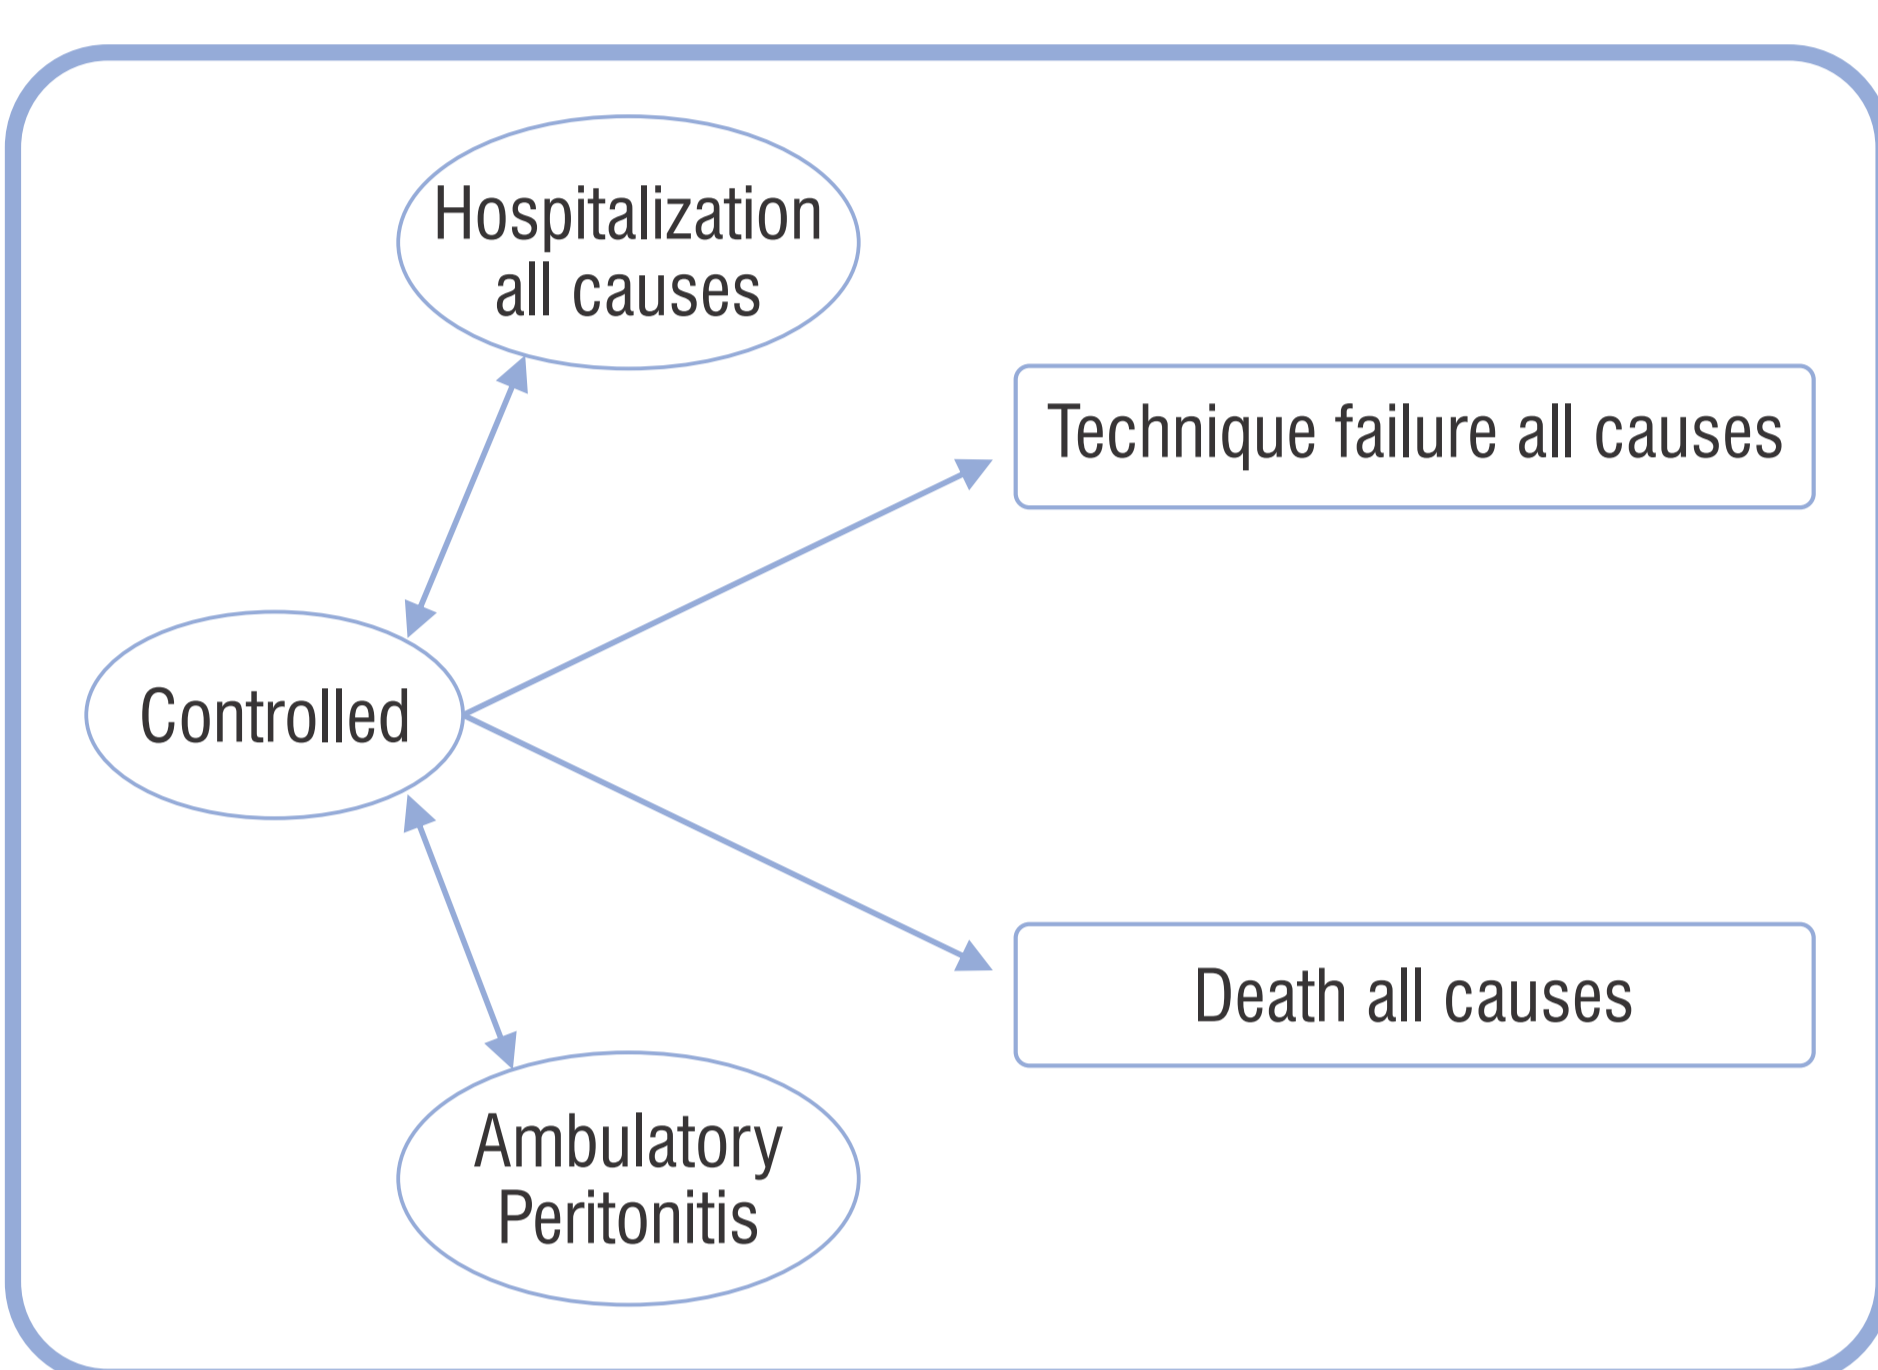 Hospitalization
all causes
Technique failure all causes
Controlled
Death all causes
Ambulatory
Peritonitis